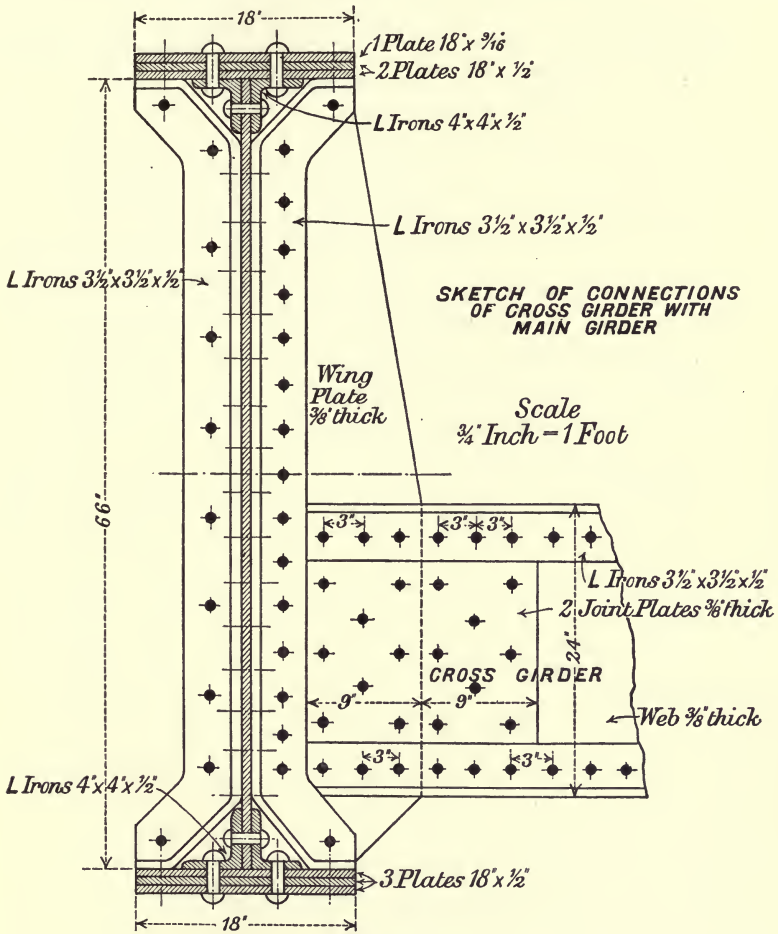 18"
1 Plate 18" x 9/16"
2 Plates 18" x 1/2"
L Irons 4" x 4" x 1/2"
L Irons 3 1/2" x 3 1/2" x 1/2"
L Irons 3 1/2" x 3 1/2" x 1/2"
SKETCH OF CONNECTIONS
OF CROSS GIRDER WITH
MAIN GIRDER
Wing
Plate
3/8" thick
Scale
3/4" Inch = 1 Foot
66"
3"
3"
3"
L Irons 3 1/2" x 3 1/2" x 1/2"
2 Joint Plates 3/8" thick
24"
CROSS GIRDER
9"
9"
Web 3/8" thick
3"
3"
L Irons 4" x 4" x 1/2"
3 Plates 18" x 1/2"
18"